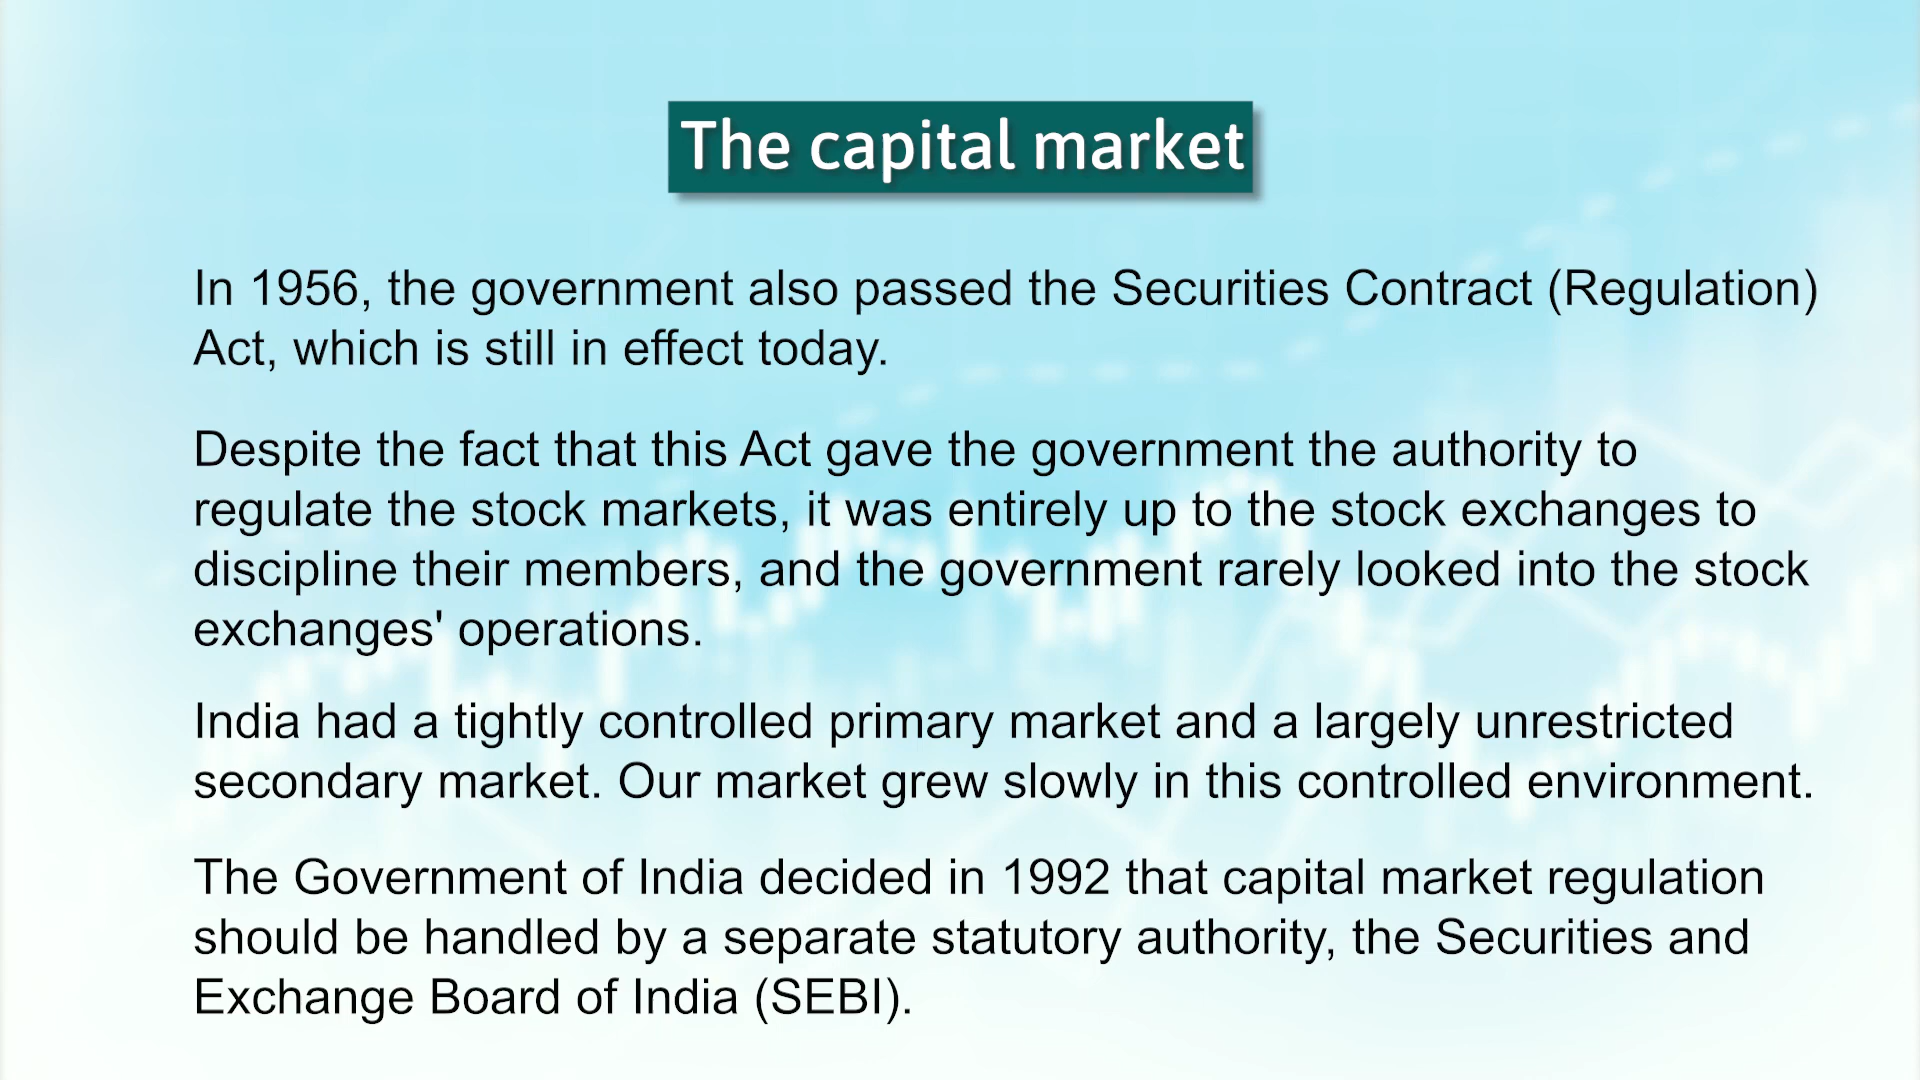 The capital market
In 1956, the government also passed the Securities Contract (Regulation)
Act, which is still in effect today.
Despite the fact that this Act gave the government the authority to
regulate the stock markets, it was entirely up to the stock exchanges to
discipline their members, and the government rarely looked into the stock
exchanges' operations.
India had a tightly controlled primary market and a largely unrestricted
secondary market. Our market grew slowly in this controlled environment.
The Government of India decided in 1992 that capital market regulation
should be handled by a separate statutory authority, the Securities and
Exchange Board of India (SEBI).